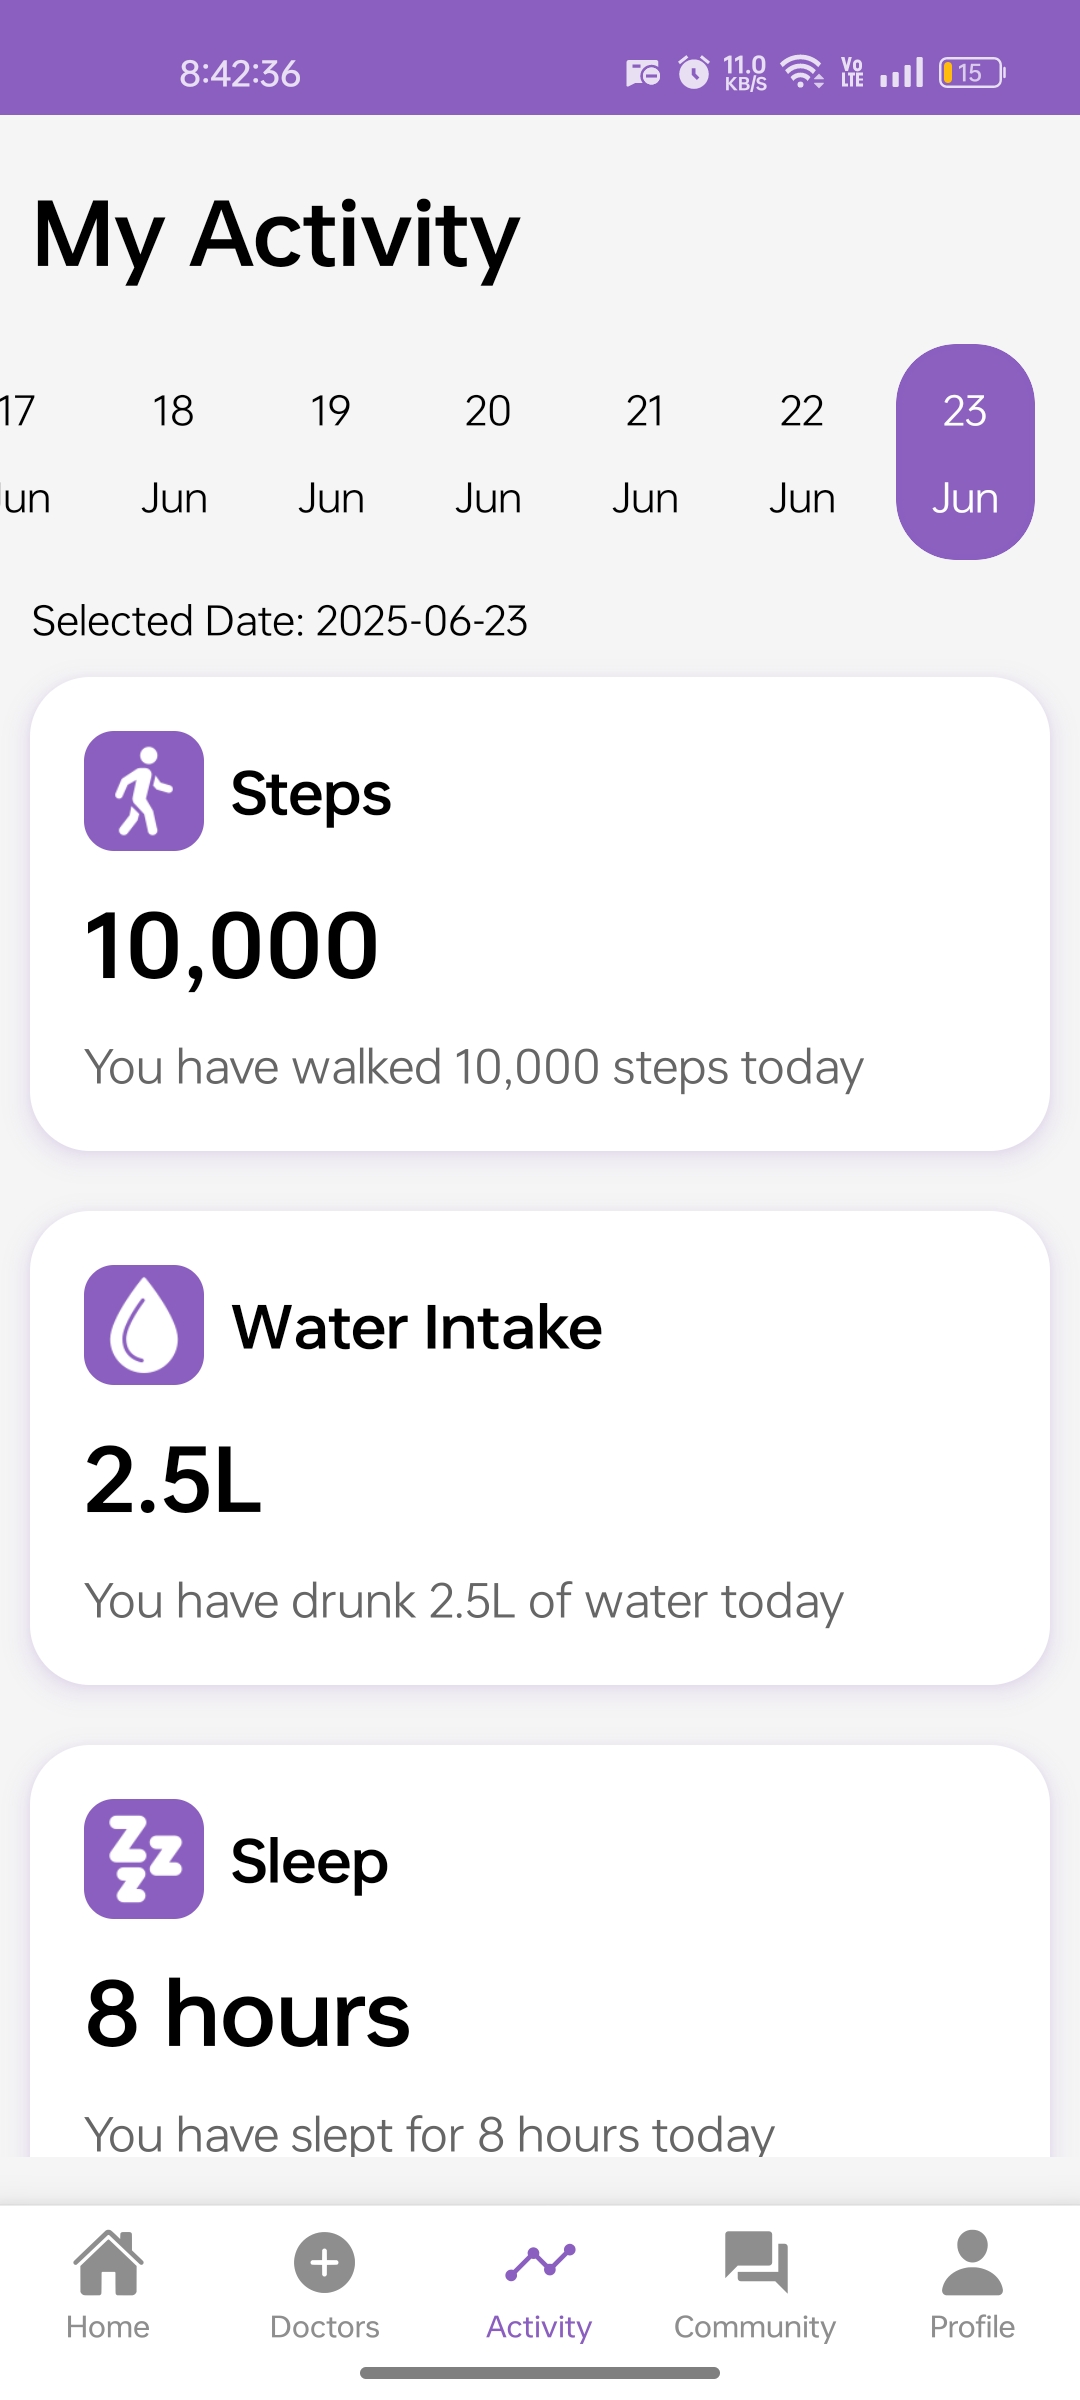 8:42:36 11.0 KB/S Vo LTE 15
My Activity
17 18 19 20 21 22 23
Jun Jun Jun Jun Jun Jun
Selected Date: 2025-06-23
Steps
10,000
You have walked 10,000 steps today
Water Intake
2.5L
You have drunk 2.5L of water today
Sleep
8 hours
You have slept for 8 hours today
Home Doctors Activity Community Profile